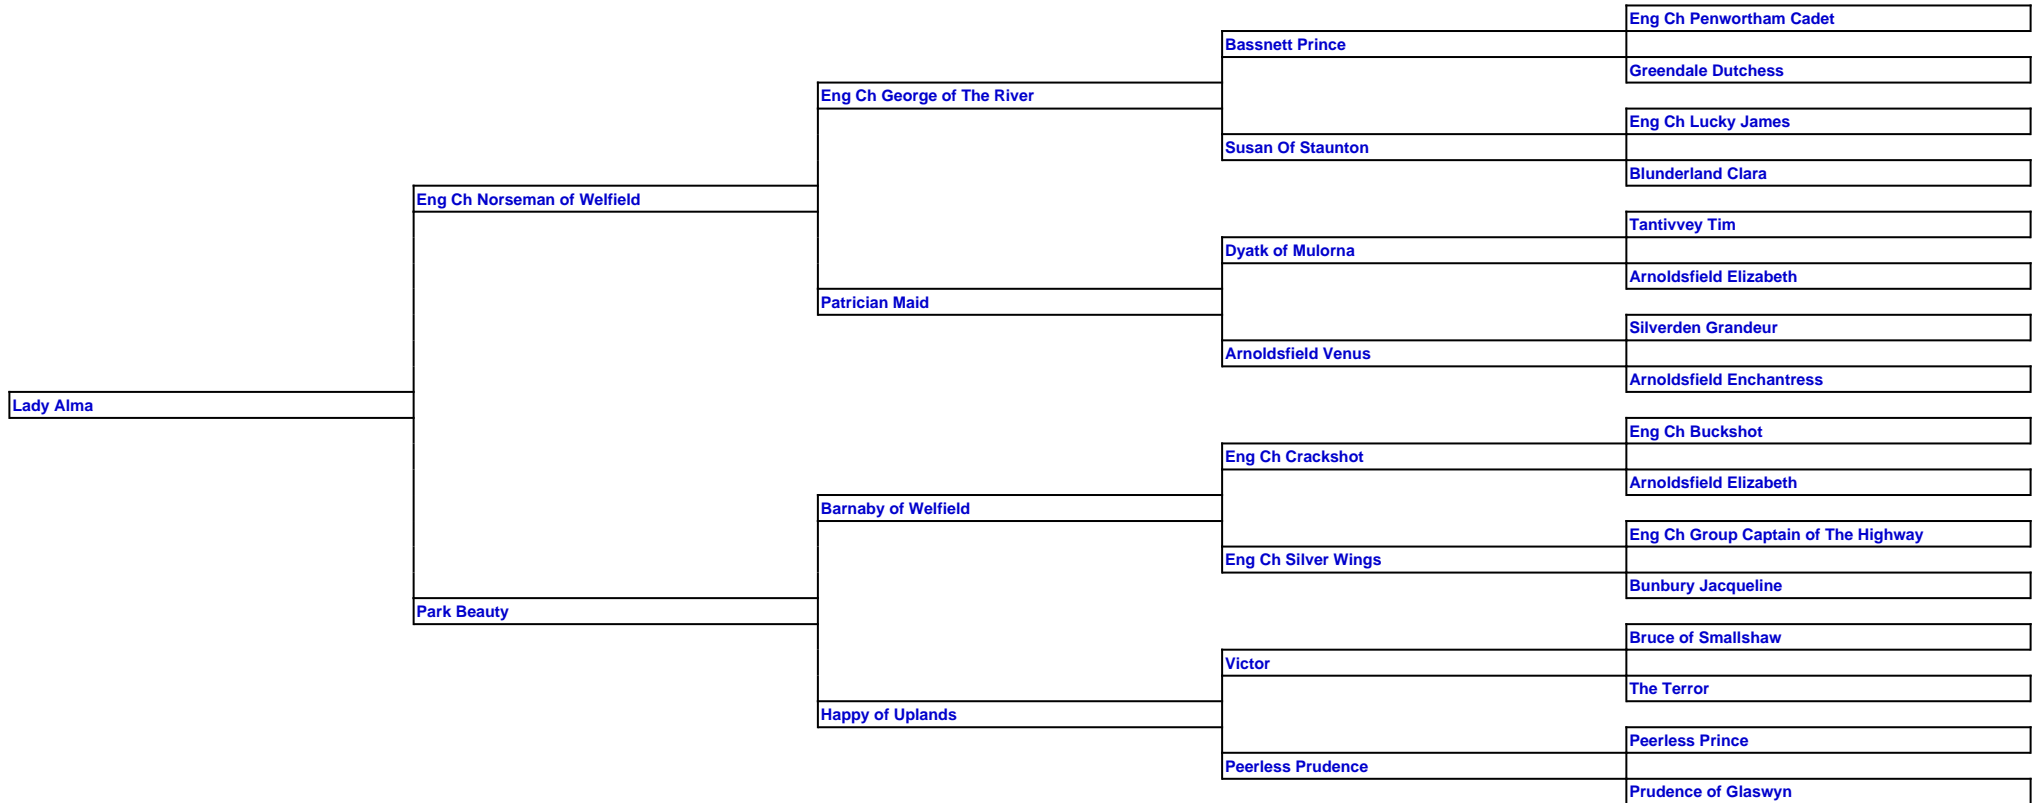 Eng Ch Penwortham Cadet
Bassnett Prince
Greendale Dutchess
Eng Ch George of The River
Eng Ch Lucky James
Susan Of Staunton
Blunderland Clara
Eng Ch Norseman of Welfield
Tantivvey Tim
Dyatk of Mulorna
Arnoldsfield Elizabeth
Patrician Maid
Silverden Grandeur
Arnoldsfield Venus
Arnoldsfield Enchantress
Lady Alma
Eng Ch Buckshot
Eng Ch Crackshot
Arnoldsfield Elizabeth
Barnaby of Welfield
Eng Ch Group Captain of The Highway
Eng Ch Silver Wings
Bunbury Jacqueline
Park Beauty
Bruce of Smallshaw
Victor
The Terror
Happy of Uplands
Peerless Prince
Peerless Prudence
Prudence of Glaswyn